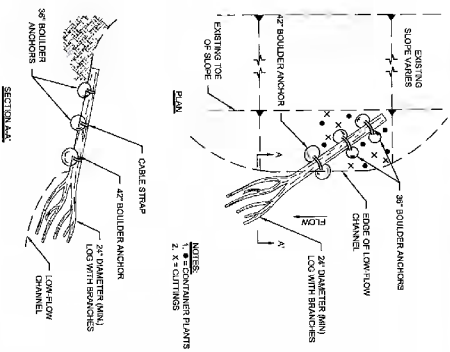 EXISTING
SLOPE VARIES
42" BOULDER ANCHOR
EXISTING TOE
OF SLOPE
PLAN
A
A'
36" BOULDER
ANCHORS
EDGE OF LOW-FLOW
CHANNEL
FLOW
24" DIAMETER (MIN.)
LOG WITH BRANCHES
NOTES:
1. ● = CONTAINER PLANTS
2. X = CUTTINGS
36" BOULDER
ANCHORS
CABLE STRAP
42" BOULDER ANCHOR
24" DIAMETER (MIN.)
LOG WITH BRANCHES
LOW-FLOW
CHANNEL
SECTION A-A'